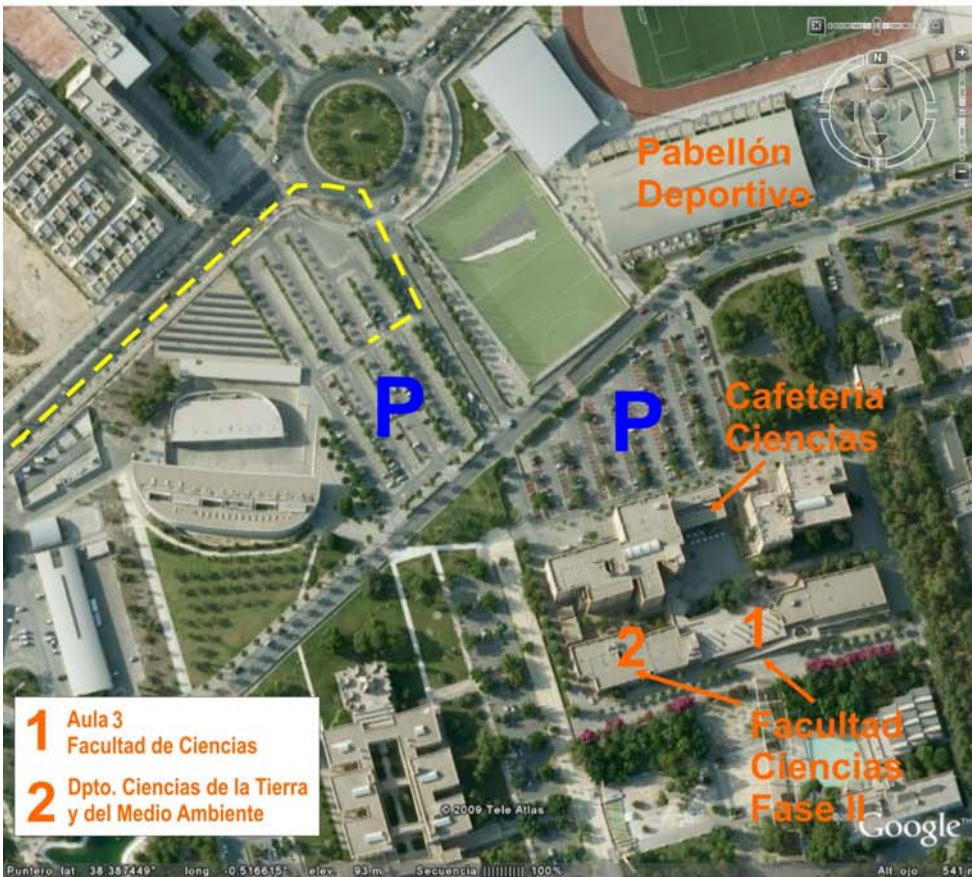 N
Pabellón
Deportivo
P
P
Cafetería
Ciencias
2
1
Facultad
Ciencias
Fase II
1 Aula 3
Facultad de Ciencias
2 Dpto. Ciencias de la Tierra
y del Medio Ambiente
© 2009 Tele Atlas
Google™
Puntero lat 38.387449° long -0.516615° elev 93 m Secuencia |||||||||| 100% Alt. ojo 541